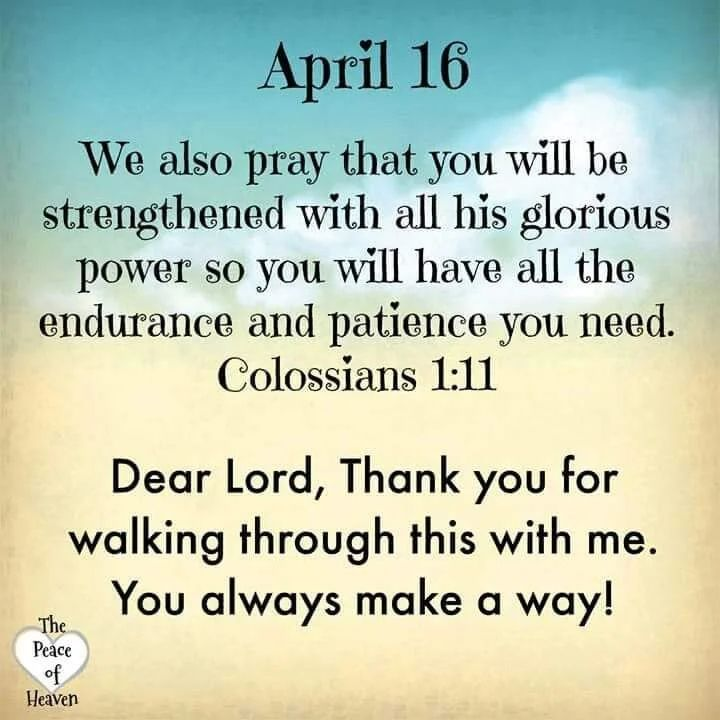 April 16
We also pray that you will be
strengthened with all his glorious
power so you will have all the
endurance and patience you need.
Colossians 1:11
Dear Lord, Thank you for
walking through this with me.
You always make a way!
The
Peace
of
Heaven